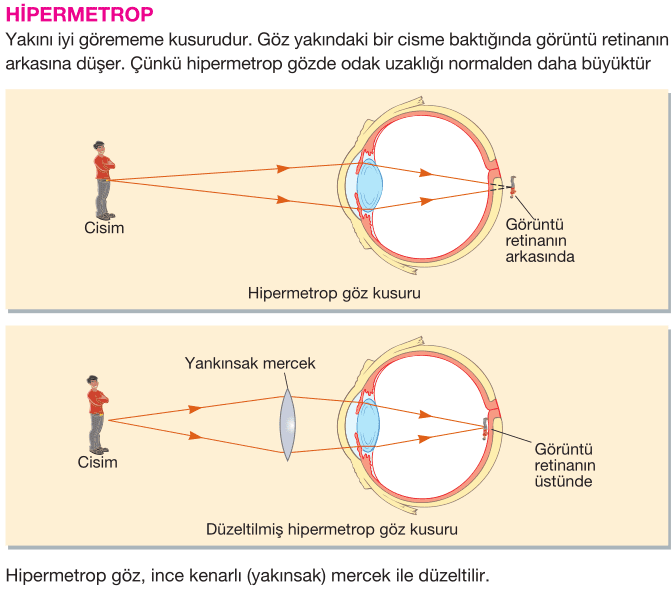 HİPERMETROP
Yakını iyi görememe kusurudur. Göz yakındaki bir cisme baktığında görüntü retinanın
arkasına düşer. Çünkü hipermetrop gözde odak uzaklığı normalden daha büyüktür
Cisim
Görüntü
retinanın
arkasında
Hipermetrop göz kusuru
Yankınsak mercek
Cisim
Görüntü
retinanın
üstünde
Düzeltilmiş hipermetrop göz kusuru
Hipermetrop göz, ince kenarlı (yakınsak) mercek ile düzeltilir.